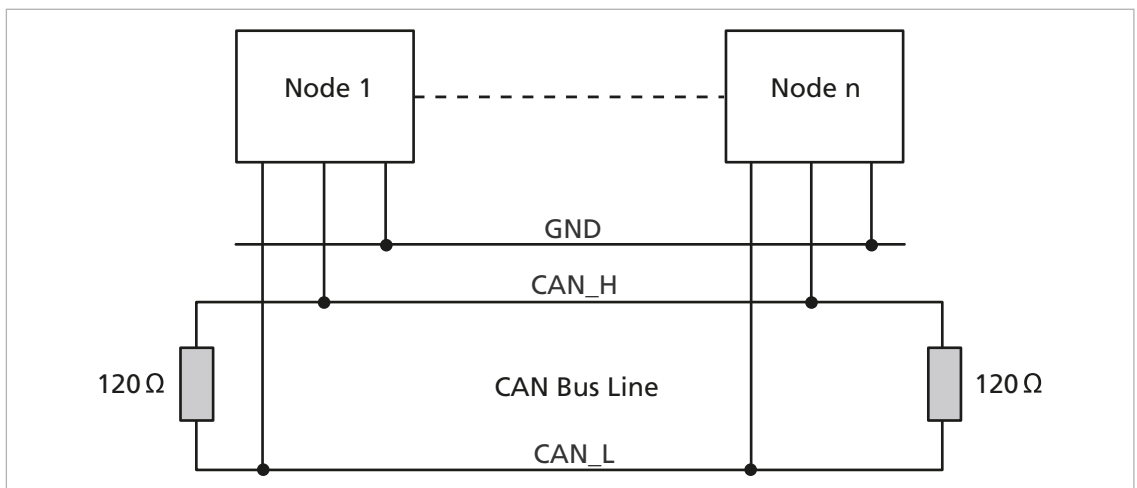 Node 1
Node n
GND
CAN_H
120 Ω
CAN Bus Line
120 Ω
CAN_L